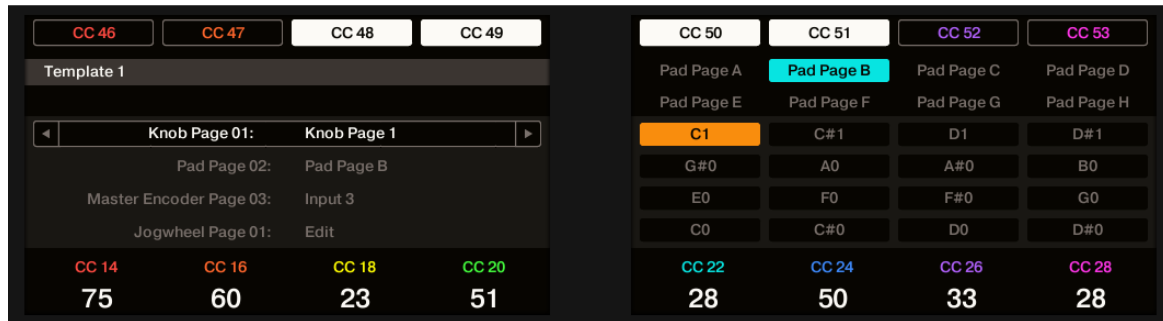 CC 46 CC 47 CC 48 CC 49
Template 1
Knob Page 01: Knob Page 1
Pad Page 02: Pad Page B
Master Encoder Page 03: Input 3
Jogwheel Page 01: Edit
CC 14 CC 16 CC 18 CC 20
75 60 23 51
CC 50 CC 51 CC 52 CC 53
Pad Page A Pad Page B Pad Page C Pad Page D
Pad Page E Pad Page F Pad Page G Pad Page H
C1 C#1 D1 D#1
G#0 A0 A#0 B0
E0 F0 F#0 G0
C0 C#0 D0 D#0
CC 22 CC 24 CC 26 CC 28
28 50 33 28